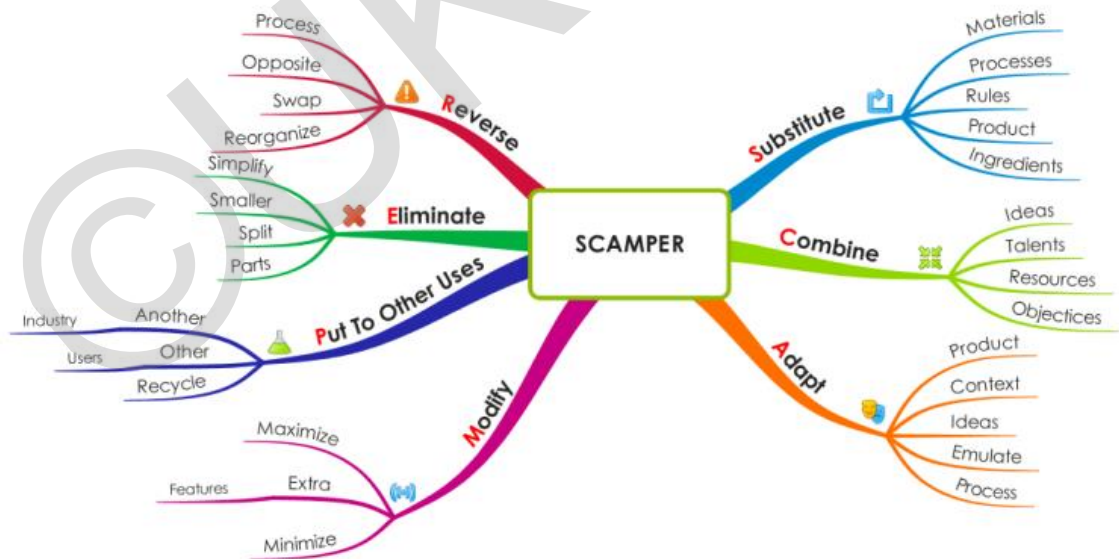 SCAMPER
Substitute
Materials
Processes
Rules
Product
Ingredients
Combine
Ideas
Talents
Resources
Objectices
Adapt
Product
Context
Ideas
Emulate
Process
Modify
Maximize
Extra
Features
Minimize
Put To Other Uses
Another
Industry
Other
Users
Recycle
Eliminate
Simplify
Smaller
Split
Parts
Reverse
Process
Opposite
Swap
Reorganize